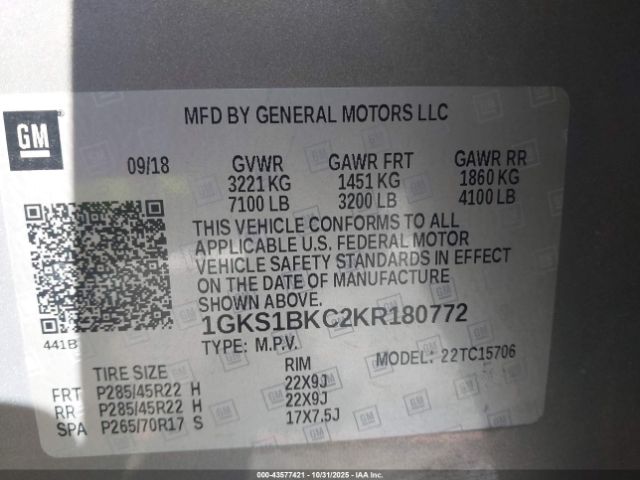 GM
MFD BY GENERAL MOTORS LLC
09/18 GVWR GAWR FRT GAWR RR
3221 KG 1451 KG 1860 KG
7100 LB 3200 LB 4100 LB
THIS VEHICLE CONFORMS TO ALL
APPLICABLE U.S. FEDERAL MOTOR
VEHICLE SAFETY STANDARDS IN EFFECT
ON THE DATE OF MANUFACTURE
SHOWN ABOVE.
441B
1GKS1BKC2KR180772
TYPE: M.P.V. MODEL: 22TC15706
TIRE SIZE RIM
FRT P285/45R22 H 22X9J
RR P285/45R22 H 22X9J
SPA P265/70R17 S 17X7.5J
000-43577421 - 10/31/2025 - IAA Inc.